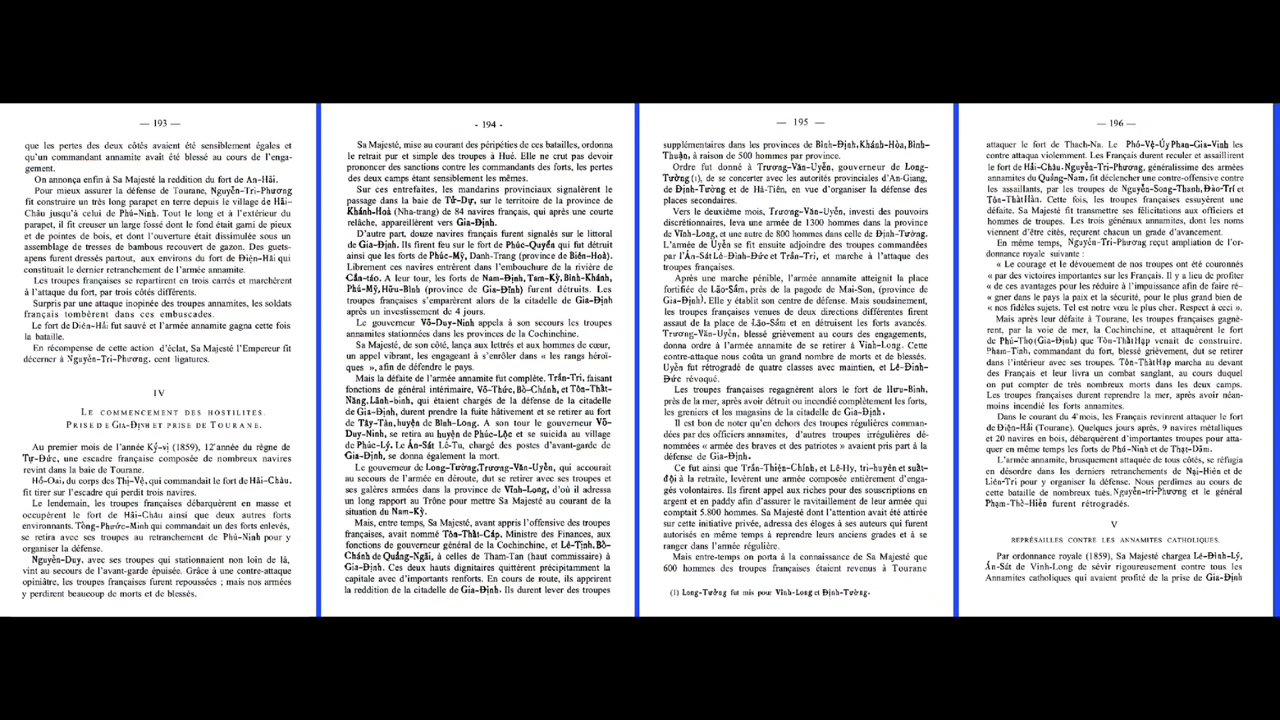 — 193 —
que les pertes des deux côtés avaient été sensiblement égales et
qu'un commandant annamite avait été blessé au cours de l'enga-
gement.
On annonça enfin à Sa Majesté la reddition du fort de An-Hải.
Pour mieux assurer la défense de Tourane, Nguyễn-Tri-Phương
fit construire un très long parapet en terre depuis le village de Hải-
Châu jusqu'à celui de Phú-Ninh. Tout le long et à l'extérieur du
parapet, il fit creuser un large fossé dont le fond était garni de pieux
et de pointes de bois, et dont l'ouverture était dissimulée sous un
assemblage de tresses de bambous recouvert de gazon. Des guets-
apens furent dressés partout, aux environs du fort de Điện-Hải qui
constituait le dernier retranchement de l'armée annamite.
Les troupes françaises se repartirent en trois carrés et marchèrent
à l'attaque du fort, par trois côtés différents.
Surpris par une attaque inopinée des troupes annamites, les soldats
français tombèrent dans ces embuscades.
Le fort de Diên-Hải fut sauvé et l'armée annamite gagna cette fois
la bataille.
En récompense de cette action d'éclat, Sa Majesté l'Empereur fit
décerner à Nguyễn-Tri-Phương, cent ligatures.
IV
LE COMMENCEMENT DES HOSTILITES.
PRISE DE GIA-ĐỊNH ET PRISE DE TOURANE.
Au premier mois de l'année Kỷ-vị (1859), 12e année du règne de
Tự-Đức, une escadre française composée de nombreux navires
revint dans la baie de Tourane.
Hồ-Oai, du corps des Thị-Vệ, qui commandait le fort de Hải-Châu,
fit tirer sur l'escadre qui perdit trois navires.
Le lendemain, les troupes françaises débarquèrent en masse et
occupèrent le fort de Hải-Châu ainsi que deux autres forts
environnants. Tống-Phước-Minh qui commandait un des forts enlevés,
se retira avec ses troupes au retranchement de Phú-Ninh pour y
organiser la défense.
Nguyễn-Duy, avec ses troupes qui stationnaient non loin de là,
vint au secours de l'avant-garde épuisée. Grâce à une contre-attaque
opiniâtre, les troupes françaises furent repoussées ; mais nos armées
y perdirent beaucoup de morts et de blessés.
- 194 -
Sa Majesté, mise au courant des péripéties de ces batailles, ordonna
le retrait pur et simple des troupes à Hué. Elle ne crut pas devoir
prononcer des sanctions contre les commandants des forts, les pertes
des deux camps étant sensiblement les mêmes.
Sur ces entrefaites, les mandarins provinciaux signalèrent le
passage dans la baie de Tử-Dự, sur le territoire de la province de
Khánh-Hoà (Nha-trang) de 84 navires français, qui après une courte
relâche, appareillèrent vers Gia-Định.
D'autre part, douze navires français furent signalés sur le littoral
de Gia-Định. Ils firent feu sur le fort de Phúc-Quyền qui fut détruit
ainsi que les forts de Phúc-Mỹ, Danh-Trang (province de Biên-Hoà).
Librement ces navires entrèrent dans l'embouchure de la rivière de
Cần-táo. A leur tour, les forts de Nam-Định, Tam-Kỳ, Bình-Khánh,
Phú-Mỹ, Hữu-Bình (province de Gia-Định) furent détruits. Les
troupes françaises s'emparèrent alors de la citadelle de Gia-Định
après un investissement de 4 jours.
Le gouverneur Võ-Duy-Ninh appela à son secours les troupes
annamites stationnées dans les provinces de la Cochinchine.
Sa Majesté, de son côté, lança aux lettrés et aux hommes de cœur,
un appel vibrant, les engageant à s'enrôler dans « les rangs héroï-
ques », afin de défendre le pays.
Mais la défaite de l'armée annamite fut complète. Trần-Tri, faisant
fonctions de général intérimaire, Võ-Thức, Bố-Chánh, et Tôn-Thất-
Năng, Lãnh-binh, qui étaient chargés de la défense de la citadelle
de Gia-Định, durent prendre la fuite hâtivement et se retirer au fort
de Tây-Tân, huyện de Bình-Long. A son tour le gouverneur Võ-
Duy-Ninh, se retira au huyện de Phúc-Lộc et se suicida au village
de Phúc-Lý. Le Án-Sát Lê-Tu, chargé des postes d'avant-garde de
Gia-Định, se donna également la mort.
Le gouverneur de Long-Tường, Trương-Văn-Uyển, qui accourait
au secours de l'armée en déroute, dut se retirer avec ses troupes et
ses galères armées dans la province de Vĩnh-Long, d'où il adressa
un long rapport au Trône pour mettre Sa Majesté au courant de la
situation du Nam-Kỳ.
Mais, entre temps, Sa Majesté, avant appris l'offensive des troupes
françaises, avait nommé Tôn-Thất-Cáp, Ministre des Finances, aux
fonctions de gouverneur général de la Cochinchine, et Lê-Tịnh, Bố-
Chánh de Quảng-Ngãi, à celles de Tham-Tan (haut commissaire) à
Gia-Định. Ces deux hauts dignitaires quittèrent précipitamment la
capitale avec d'importants renforts. En cours de route, ils apprirent
la reddition de la citadelle de Gia-Định. Ils durent lever des troupes
— 195 —
supplémentaires dans les provinces de Bình-Định, Khánh-Hòa, Bình-
Thuận, à raison de 500 hommes par province.
Ordre fut donné à Trương-Văn-Uyển, gouverneur de Long-
Tường (1), de se concerter avec les autorités provinciales d'An-Giang,
de Định-Tường et de Hà-Tiên, en vue d'organiser la défense des
places secondaires.
Vers le deuxième mois, Trương-Văn-Uyển, investi des pouvoirs
discrétionnaires, leva une armée de 1300 hommes dans la province
de Vĩnh-Long, et une autre de 800 hommes dans celle de Định-Tường.
L'armée de Uyển se fit ensuite adjoindre des troupes commandées
par l'Án-Sát Lê-Đình-Đức et Trần-Tri, et marche à l'attaque des
troupes françaises.
Après une marche pénible, l'armée annamite atteignit la place
fortifiée de Lão-Sầm, près de la pagode de Mai-Son, (province de
Gia-Định). Elle y établit son centre de défense. Mais soudainement,
les troupes françaises venues de deux directions différentes firent
assaut de la place de Lão-Sầm et en détruisirent les forts avancés.
Trương-Văn-Uyển, blessé grièvement au cours des engagements,
donna ordre à l'armée annamite de se retirer à Vinh-Long. Cette
contre-attaque nous coûta un grand nombre de morts et de blessés.
Uyển fut rétrogradé de quatre classes avec maintien, et Lê-Đình-
Đức révoqué.
Les troupes françaises regagnèrent alors le fort de Hưu-Bình,
près de la mer, après avoir détruit ou incendié complètement les forts,
les greniers et les magasins de la citadelle de Gia-Định.
Il est bon de noter qu'en dehors des troupes régulières comman-
dées par des officiers annamites, d'autres troupes irrégulières dé-
nommées « armée des braves et des patriotes » avaient pris part à la
défense de Gia-Định.
Ce fut ainsi que Trần-Thiện-Chính, et Lê-Hy, tri-huyện et suất-
đội à la retraite, levèrent une armée composée entièrement d'enga-
gés volontaires. Ils firent appel aux riches pour des souscriptions en
argent et en paddy afin d'assurer le ravitaillement de leur armée qui
comptait 5.800 hommes. Sa Majesté dont l'attention avait été attirée
sur cette initiative privée, adressa des éloges à ses auteurs qui furent
autorisés en même temps à reprendre leurs anciens grades et à se
ranger dans l'armée régulière.
Mais entre-temps on porta à la connaissance de Sa Majesté que
600 hommes des troupes françaises étaient revenus à Tourane
(1) Long-Tường fut mis pour Vĩnh-Long et Định-Tường.
— 196 —
attaquer le fort de Thach-Na. Le Phó-Vệ-Úy Phan-Gia-Vinh les
contre attaqua violemment. Les Français durent reculer et assaillirent
le fort de Hải-Châu. Nguyễn-Tri-Phương, généralissime des armées
annamites du Quảng-Nam, fit déclencher une contre-offensive contre
les assaillants, par les troupes de Nguyễn-Song-Thanh, Đào-Trí et
Tôn-Thất Hàn. Cette fois, les troupes françaises essuyèrent une
défaite. Sa Majesté fit transmettre ses félicitations aux officiers et
hommes de troupes. Les trois généraux annamites, dont les noms
viennent d'être cités, reçurent chacun un grade d'avancement.
En même temps, Nguyễn-Tri-Phương reçut ampliation de l'or-
donnance royale suivante :
« Le courage et le dévouement de nos troupes ont été couronnés
« par des victoires importantes sur les Français. Il y a lieu de profiter
« de ces avantages pour les réduire à l'impuissance afin de faire ré-
« gner dans le pays la paix et la sécurité, pour le plus grand bien de
« nos fidèles sujets. Tel est notre vœu le plus cher. Respect à ceci ».
Mais après leur défaite à Tourane, les troupes françaises gagnè-
rent, par la voie de mer, la Cochinchine, et attaquèrent le fort
de Phú-Thọ (Gia-Định) que Tôn-Thất Hạp venait de construire.
Phạm-Tinh, commandant du fort, blessé grièvement, dut se retirer
dans l'intérieur avec ses troupes. Tôn-Thất Hạp marcha au devant
des Français et leur livra un combat sanglant, au cours duquel
on put compter de très nombreux morts dans les deux camps.
Les troupes françaises durent reprendre la mer, après avoir néan-
moins incendié les forts annamites.
Dans le courant du 4e mois, les Français revinrent attaquer le fort
de Điện-Hải (Tourane). Quelques jours après, 9 navires métalliques
et 20 navires en bois, débarquèrent d'importants troupes pour atta-
quer en même temps les forts de Phú-Ninh et de Thạt-Dâm.
L'armée annamite, brusquement attaquée de tous côtés, se réfugia
en désordre dans les derniers retranchements de Nại-Hiên et de
Liên-Trì pour y organiser la défense. Nous perdîmes au cours de
cette bataille de nombreux tués. Nguyễn-tri-Phương et le général
Phạm-Thế-Hiển furent rétrogradés.
V
REPRÉSAILLES CONTRE LES ANNAMITES CATHOLIQUES.
Par ordonnance royale (1859), Sa Majesté chargea Lê-Đình-Lý,
Án-Sát de Vinh-Long de sévir rigoureusement contre tous les
Annamites catholiques qui avaient profité de la prise de Gia-Định